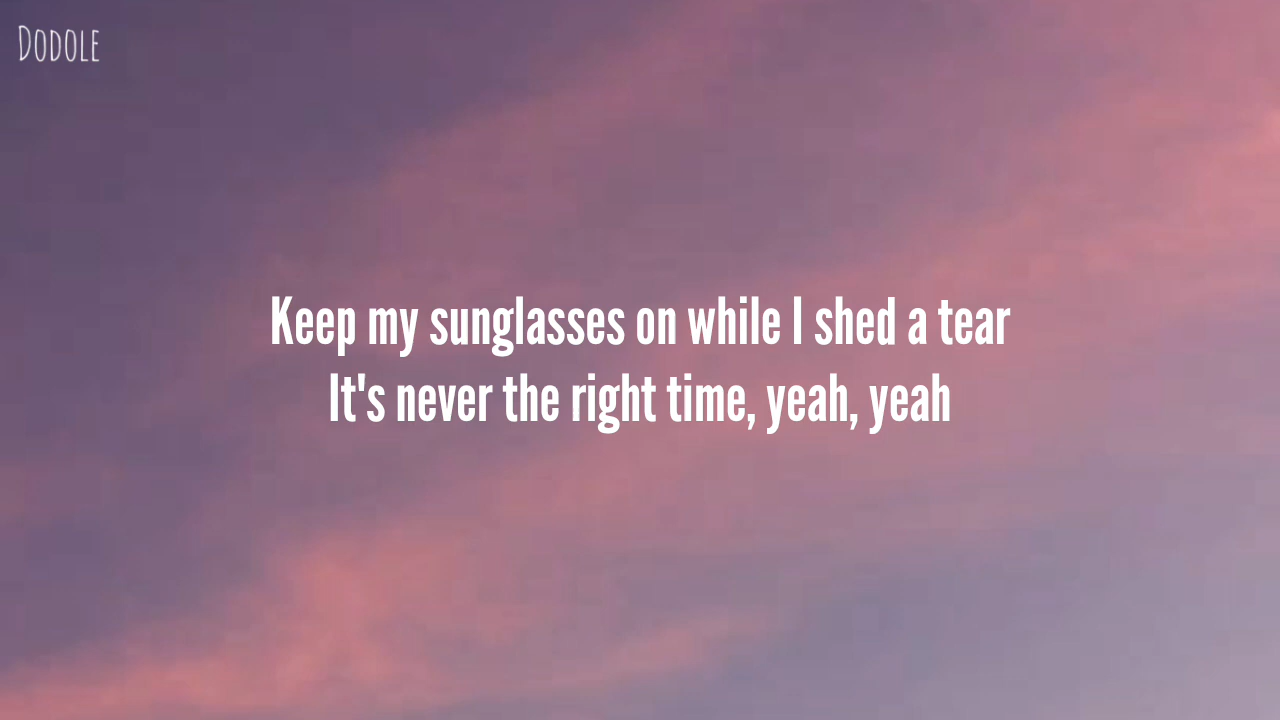 Dodole
Keep my sunglasses on while I shed a tear
It's never the right time, yeah, yeah